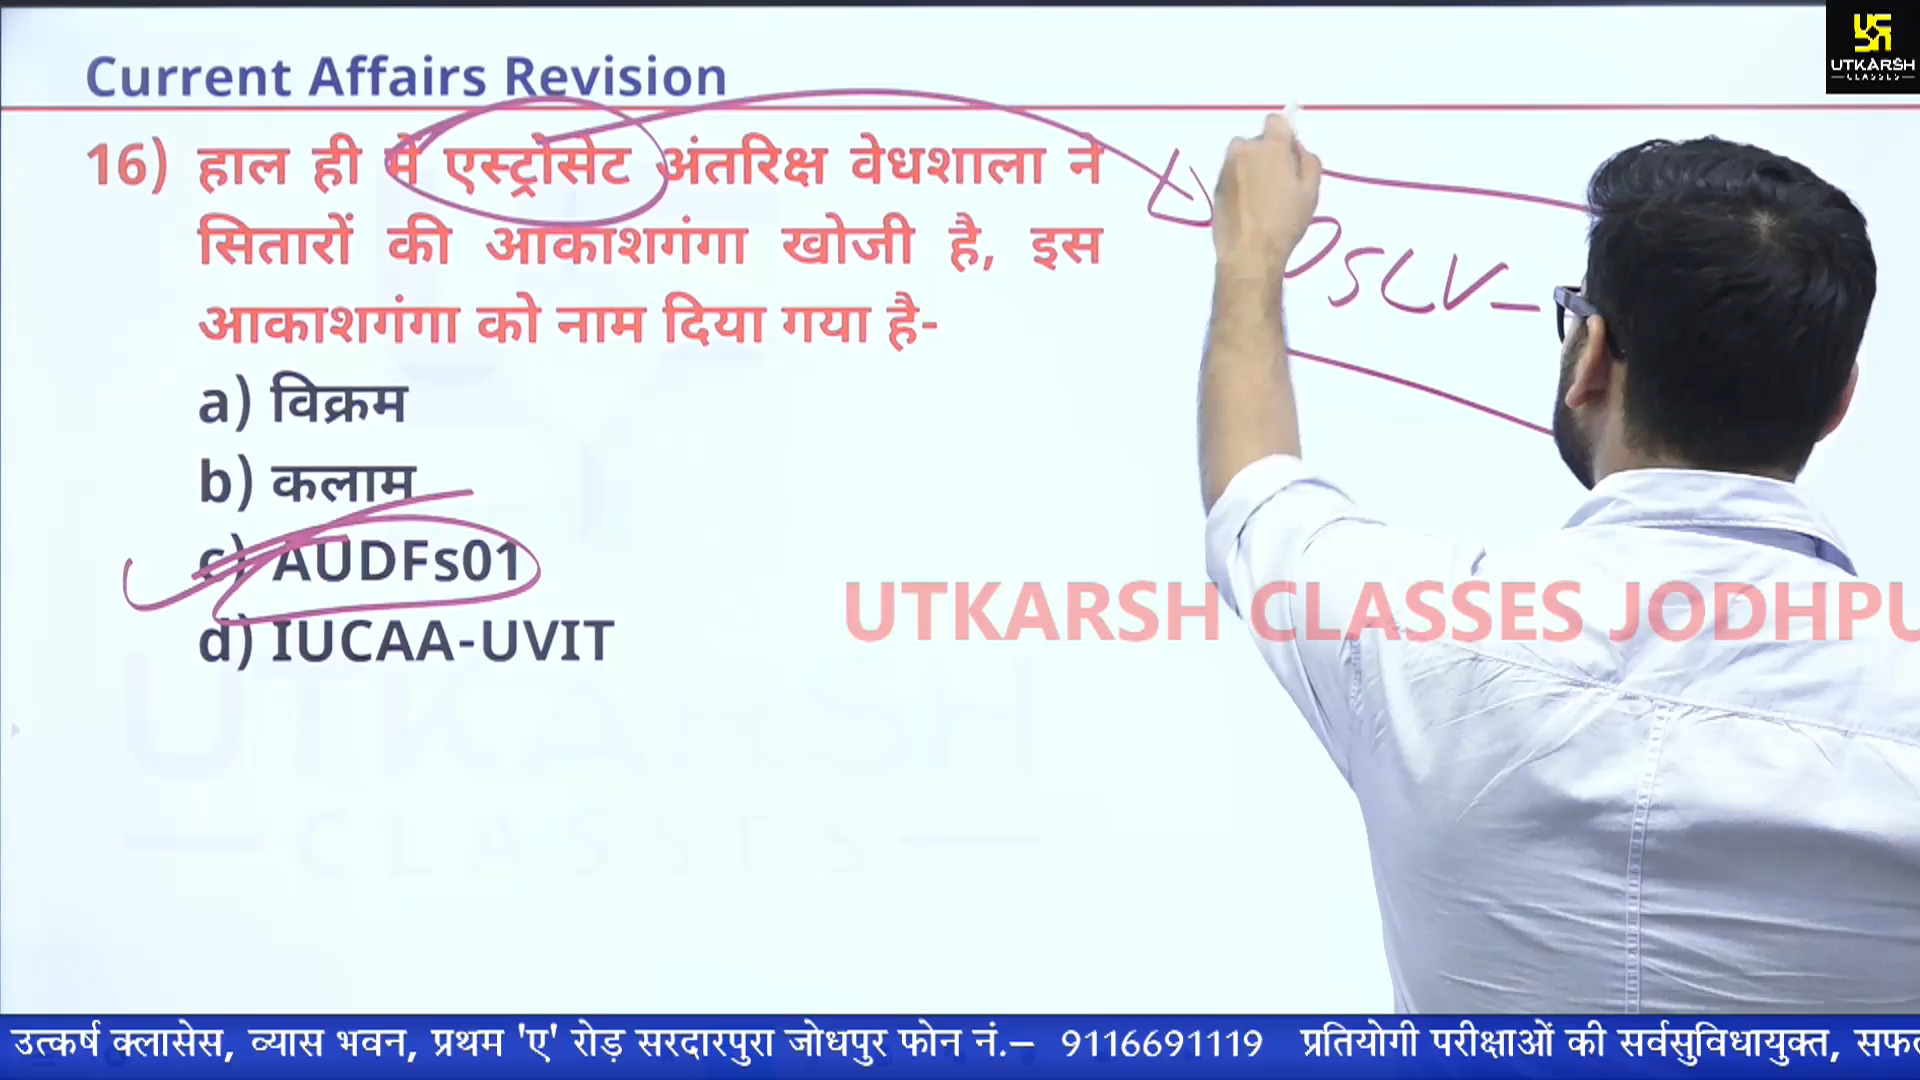 Current Affairs Revision
UTKARSH
CLASSES
16) हाल ही में एस्ट्रोसेट अंतरिक्ष वेधशाला ने
सितारों की आकाशगंगा खोजी है, इस
आकाशगंगा को नाम दिया गया है-
a) विक्रम
b) कलाम
c) AUDFs01
d) IUCAA-UVIT
PSLV-
UTKARSH CLASSES JODHPU
UTKARSH
CLASSES
उत्कर्ष क्लासेस, व्यास भवन, प्रथम 'ए' रोड़ सरदारपुरा जोधपुर फोन नं.– 9116691119 प्रतियोगी परीक्षाओं की सर्वसुविधायुक्त,